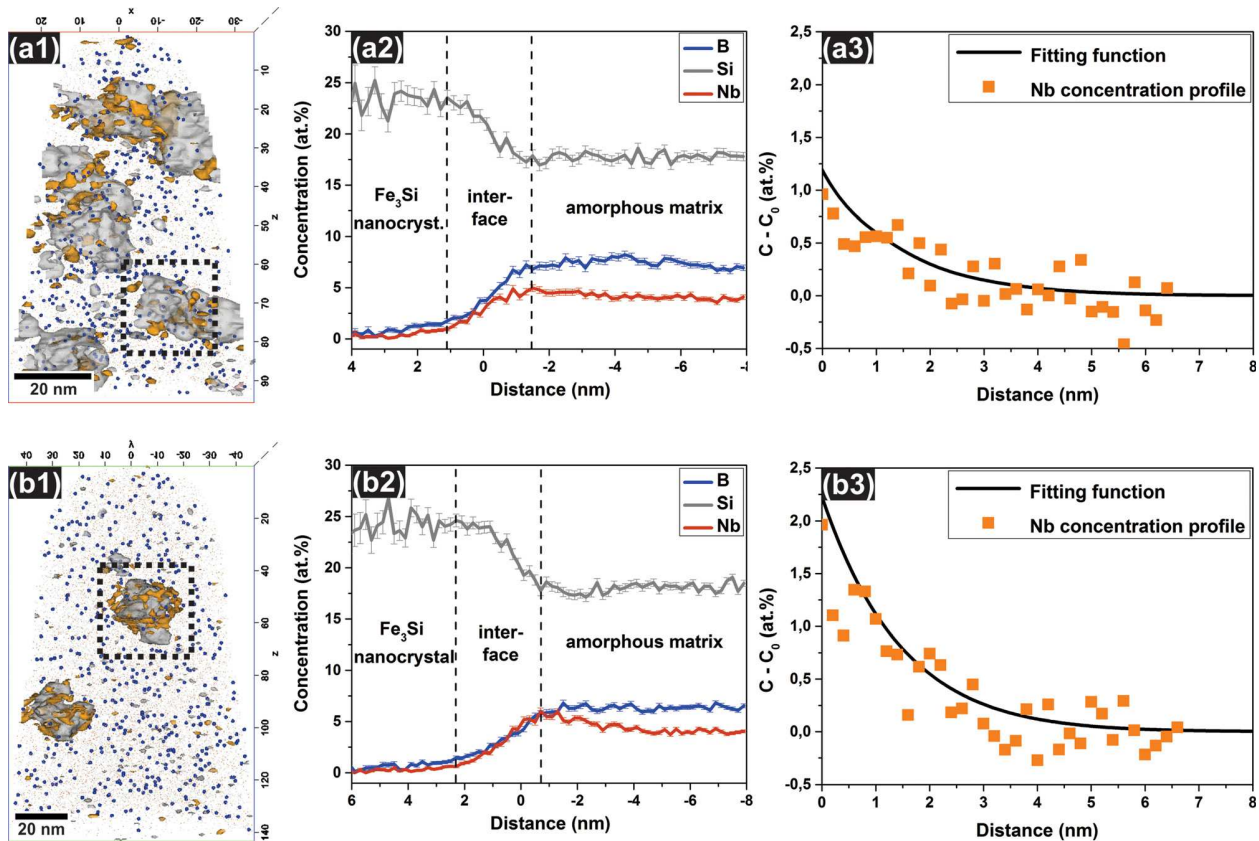 x
20 10 0 -10 -20 -30
(a1)
10
20
30
40
50
z
60
70
80
90
20 nm
(a2)
30
25
20
15
10
5
0
Concentration (at.%)
B
Si
Nb
Fe₃Si
nanocryst.
inter-
face
amorphous matrix
4 2 0 -2 -4 -6 -8
Distance (nm)
(a3)
2,5
2,0
1,5
1,0
0,5
0,0
-0,5
C - C₀ (at.%)
Fitting function
Nb concentration profile
0 1 2 3 4 5 6 7 8
Distance (nm)
y
40 30 20 10 0 -10 -20 -30 -40
(b1)
20
40
60
z
80
100
120
140
20 nm
(b2)
30
25
20
15
10
5
0
Concentration (at.%)
B
Si
Nb
Fe₃Si
nanocrystal
inter-
face
amorphous matrix
6 4 2 0 -2 -4 -6 -8
Distance (nm)
(b3)
2,5
2,0
1,5
1,0
0,5
0,0
-0,5
C - C₀ (at.%)
Fitting function
Nb concentration profile
0 1 2 3 4 5 6 7 8
Distance (nm)